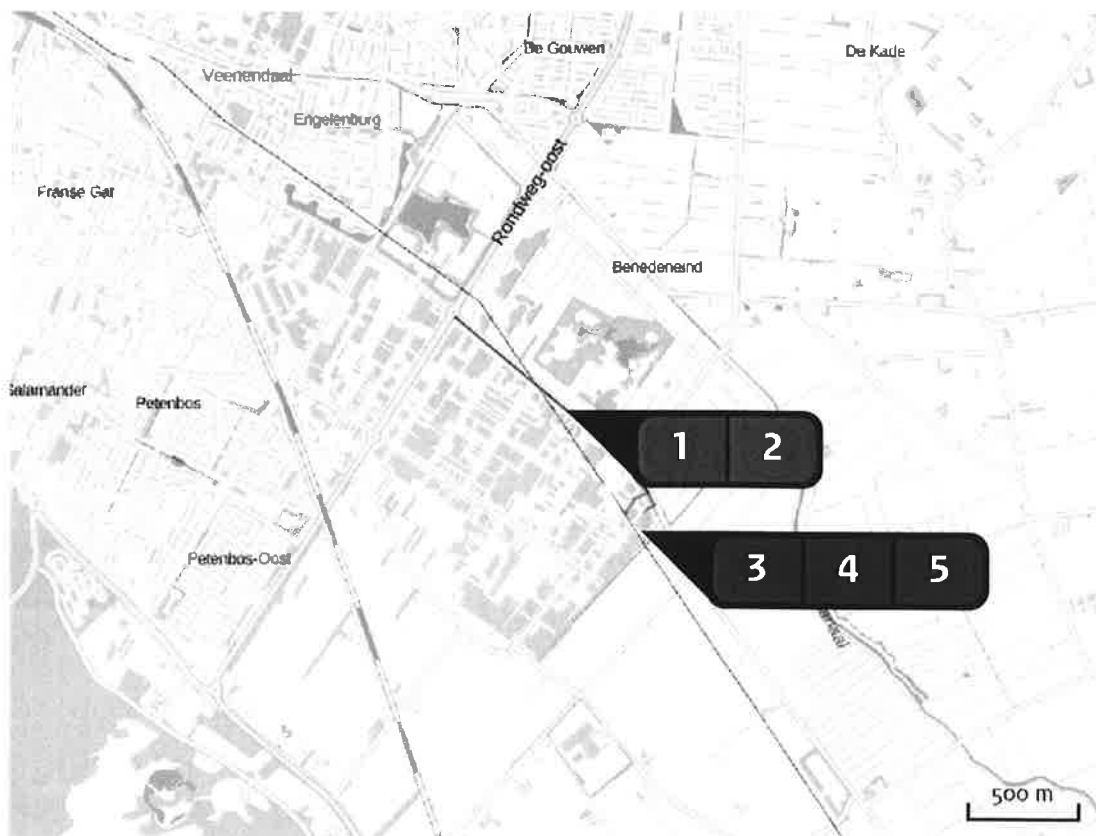 De Gouwen
De Kade
Veenendaal
Engelenburg
Franse Gat
Rondweg-oost
Benedeneind
Salamander
Petenbos
1 2
Petenbos-Oost
3 4 5
500 m